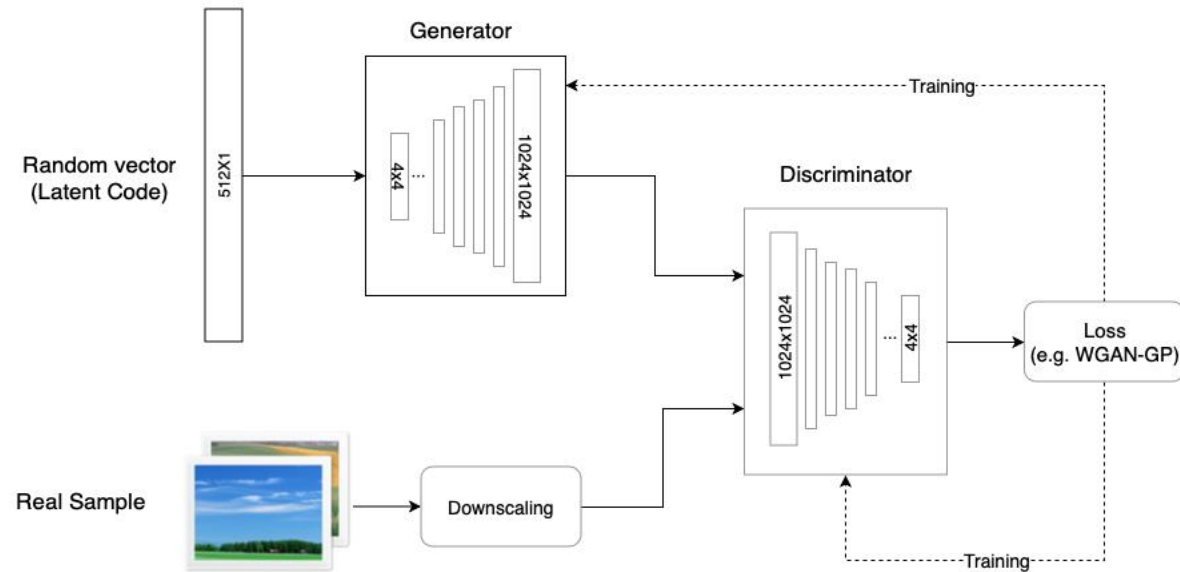 Generator
Training
Random vector
(Latent Code)
512X1
4x4
...
1024x1024
Discriminator
1024x1024
...
4x4
Loss
(e.g. WGAN-GP)
Real Sample
Downscaling
Training